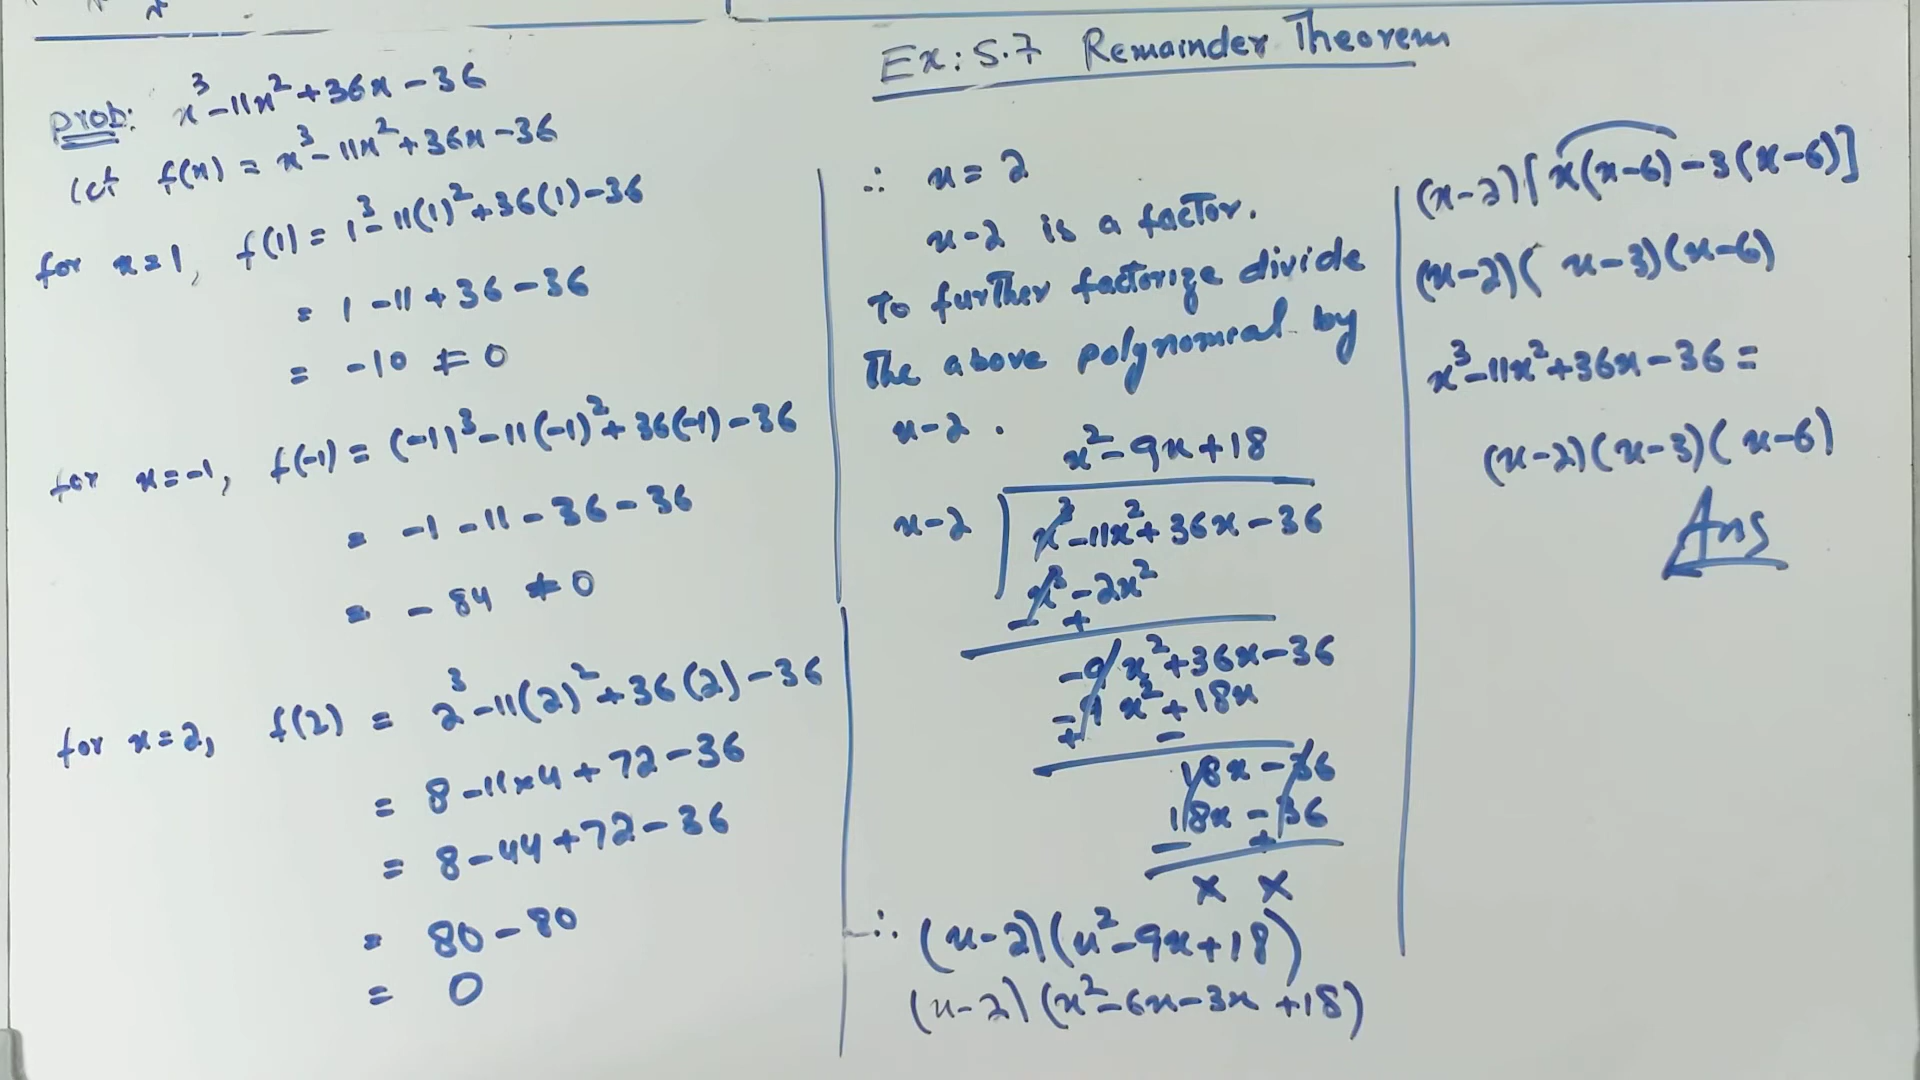 Ex: 5.7 Remainder Theorem
prob: x³-11x²+36x-36
let f(x) = x³-11x²+36x-36
for x=1, f(1) = 1³-11(1)²+36(1)-36
= 1-11+36-36
= -10 ≠ 0
for x=-1, f(-1) = (-1)³-11(-1)²+36(-1)-36
= -1-11-36-36
= -84 ≠ 0
for x=2, f(2) = 2³-11(2)²+36(2)-36
= 8-11×4+72-36
= 8-44+72-36
= 80-80
= 0
∴ x=2
x-2 is a factor.
To further factorize divide
The above polynomial by
x-2.
x²-9x+18
x-2 ) x³-11x²+36x-36
x³-2x²
- +
-9x²+36x-36
-9x²+18x
+ -
18x-36
18x-36
- +
× ×
∴ (x-2)(x²-9x+18)
(x-2)(x²-6x-3x+18)
(x-2)[x(x-6)-3(x-6)]
(x-2)(x-3)(x-6)
x³-11x²+36x-36=
(x-2)(x-3)(x-6)
Ans